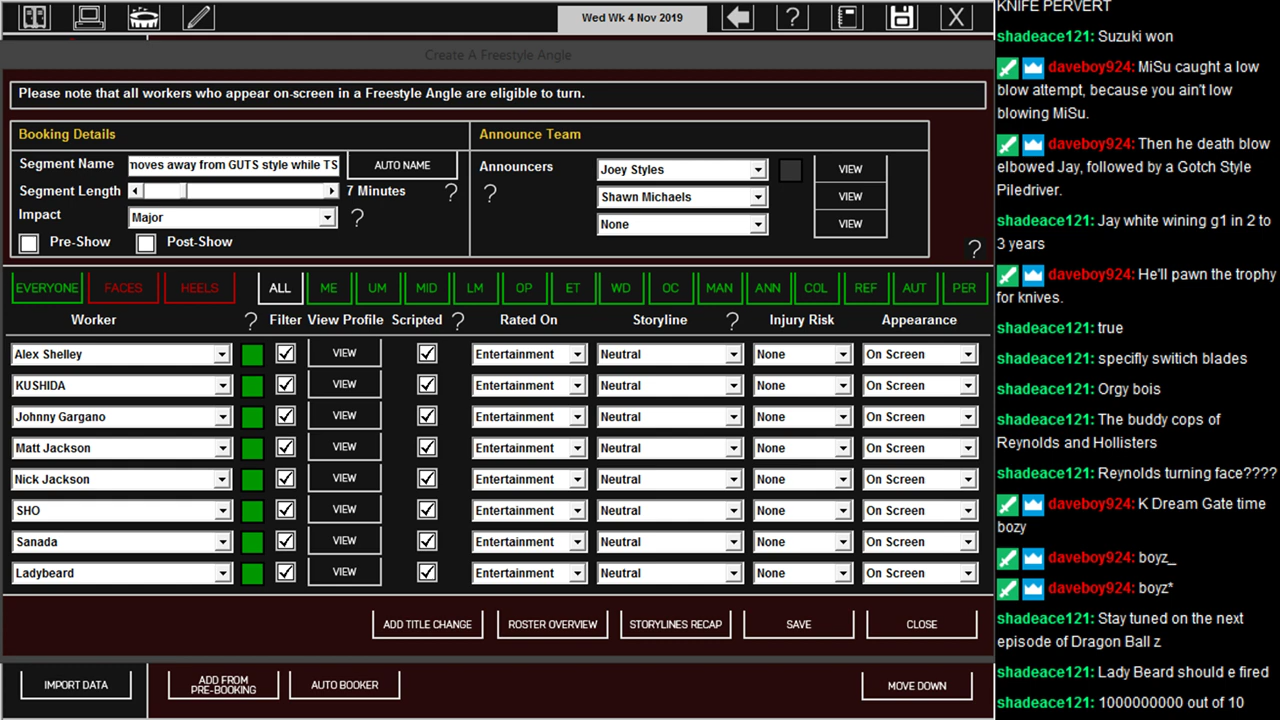 Wed Wk 4 Nov 2019
?
X
Create A Freestyle Angle
Please note that all workers who appear on-screen in a Freestyle Angle are eligible to turn.
Booking Details
Segment Name
moves away from GUTS style while TS
AUTO NAME
Segment Length
7 Minutes
?
Impact
Major
?
Pre-Show
Post-Show
Announce Team
Announcers
?
Joey Styles
VIEW
Shawn Michaels
VIEW
None
VIEW
?
EVERYONE
FACES
HEELS
ALL
ME
UM
MID
LM
OP
ET
WD
OC
MAN
ANN
COL
REF
AUT
PER
Worker
?
Filter
View Profile
Scripted
?
Rated On
Storyline
?
Injury Risk
Appearance
Alex Shelley
VIEW
Entertainment
Neutral
None
On Screen
KUSHIDA
VIEW
Entertainment
Neutral
None
On Screen
Johnny Gargano
VIEW
Entertainment
Neutral
None
On Screen
Matt Jackson
VIEW
Entertainment
Neutral
None
On Screen
Nick Jackson
VIEW
Entertainment
Neutral
None
On Screen
SHO
VIEW
Entertainment
Neutral
None
On Screen
Sanada
VIEW
Entertainment
Neutral
None
On Screen
Ladybeard
VIEW
Entertainment
Neutral
None
On Screen
ADD TITLE CHANGE
ROSTER OVERVIEW
STORYLINES RECAP
SAVE
CLOSE
IMPORT DATA
ADD FROM
PRE-BOOKING
AUTO BOOKER
MOVE DOWN
KNIFE PERVERT
shadeace121: Suzuki won
daveboy924: MiSu caught a low
blow attempt, because you ain't low
blowing MiSu.
daveboy924: Then he death blow
elbowed Jay, followed by a Gotch Style
Piledriver.
shadeace121: Jay white wining g1 in 2 to
3 years
daveboy924: He'll pawn the trophy
for knives.
shadeace121: true
shadeace121: specifly switich blades
shadeace121: Orgy bois
shadeace121: The buddy cops of
Reynolds and Hollisters
shadeace121: Reynolds turning face????
daveboy924: K Dream Gate time
bozy
daveboy924: boyz_
daveboy924: boyz*
shadeace121: Stay tuned on the next
episode of Dragon Ball z
shadeace121: Lady Beard should e fired
shadeace121: 1000000000 out of 10